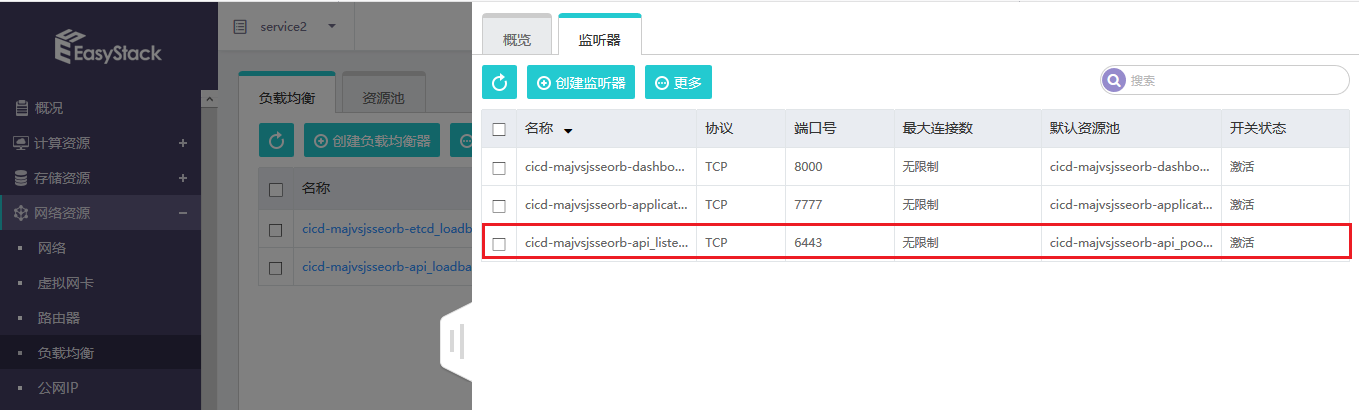 EasyStack
概况
计算资源
存储资源
网络资源
网络
虚拟网卡
路由器
负载均衡
公网IP
service2
负载均衡
资源池
创建负载均衡器
名称
cicd-majvsjsseorb-etcd_loadba
cicd-majvsjsseorb-api_loadba
概览
监听器
创建监听器
更多
搜索
名称 协议 端口号 最大连接数 默认资源池 开关状态
cicd-majvsjsseorb-dashbo... TCP 8000 无限制 cicd-majvsjsseorb-dashbo... 激活
cicd-majvsjsseorb-applicat... TCP 7777 无限制 cicd-majvsjsseorb-applicat... 激活
cicd-majvsjsseorb-api_liste... TCP 6443 无限制 cicd-majvsjsseorb-api_poo... 激活